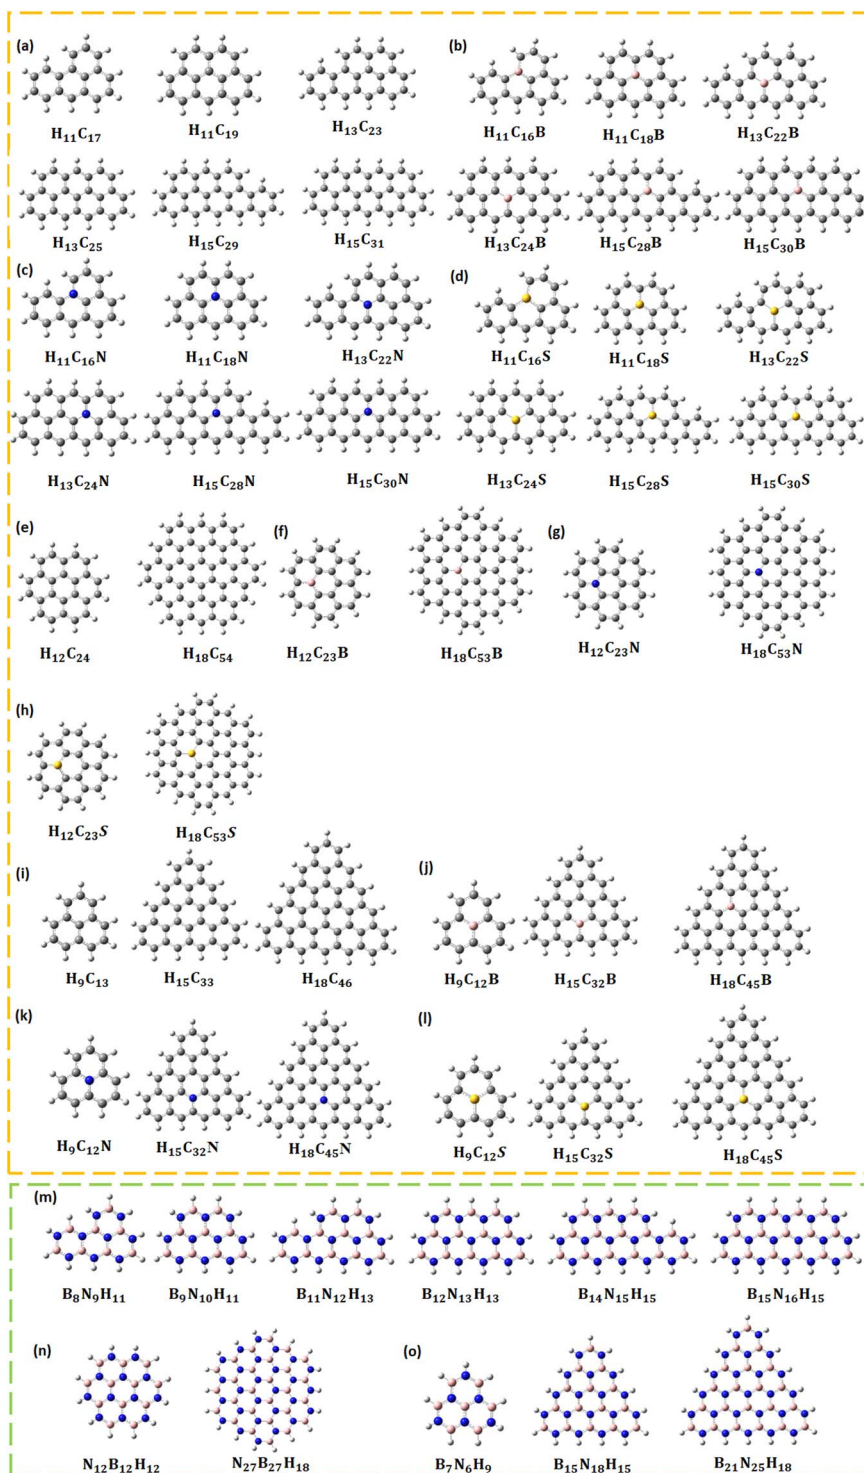 (a) (b)
H₁₁C₁₇ H₁₁C₁₉ H₁₃C₂₃ H₁₁C₁₆B H₁₁C₁₈B H₁₃C₂₂B
H₁₃C₂₅ H₁₅C₂₉ H₁₅C₃₁ H₁₃C₂₄B H₁₅C₂₈B H₁₅C₃₀B
(c) (d)
H₁₁C₁₆N H₁₁C₁₈N H₁₃C₂₂N H₁₁C₁₆S H₁₁C₁₈S H₁₃C₂₂S
H₁₃C₂₄N H₁₅C₂₈N H₁₅C₃₀N H₁₃C₂₄S H₁₅C₂₈S H₁₅C₃₀S
(e) (f) (g)
H₁₂C₂₄ H₁₈C₅₄ H₁₂C₂₃B H₁₈C₅₃B H₁₂C₂₃N H₁₈C₅₃N
(h)
H₁₂C₂₃S H₁₈C₅₃S
(i) (j)
H₉C₁₃ H₁₅C₃₃ H₁₈C₄₆ H₉C₁₂B H₁₅C₃₂B H₁₈C₄₅B
(k) (l)
H₉C₁₂N H₁₅C₃₂N H₁₈C₄₅N H₉C₁₂S H₁₅C₃₂S H₁₈C₄₅S
(m)
B₈N₉H₁₁ B₉N₁₀H₁₁ B₁₁N₁₂H₁₃ B₁₂N₁₃H₁₃ B₁₄N₁₅H₁₅ B₁₅N₁₆H₁₅
(n) (o)
N₁₂B₁₂H₁₂ N₂₇B₂₇H₁₈ B₇N₆H₉ B₁₅N₁₈H₁₅ B₂₁N₂₅H₁₈